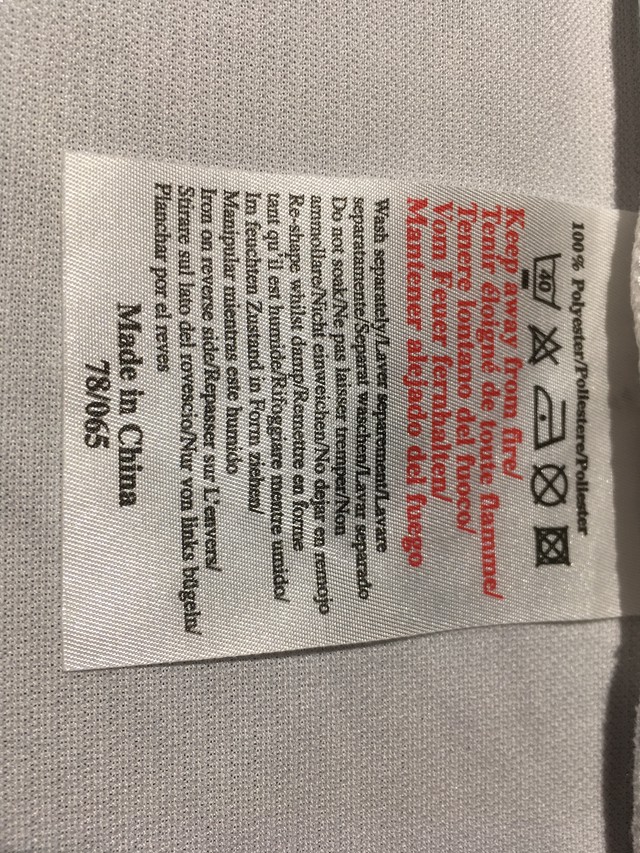 100% Polyester/Poliestere/Poliester
40
Keep away from fire/
Tenir éloigné de toute flamme/
Tenere lontano del fuoco/
Vom Feuer fernhalten/
Mantener alejado del fuego
Wash separately/Laver separement/Lavare
separatamente/Separat waschen/Lavar separado
Do not soak/Ne pas laisser tremper/Non
ammollare/Nicht einweichen/No dejar en remojo
Re-shape whilst damp/Remettre en forme
tant qu'il est humide/Rifoggiare mentre umido/
In feuchten Zustand in Form ziehen/
Manipular mientras este humido
Iron on reverse side/Repasser sur L'envers/
Stirare sul lato del rovescio/Nur von links bügeln/
Planchar por el reves
Made in China
78/065